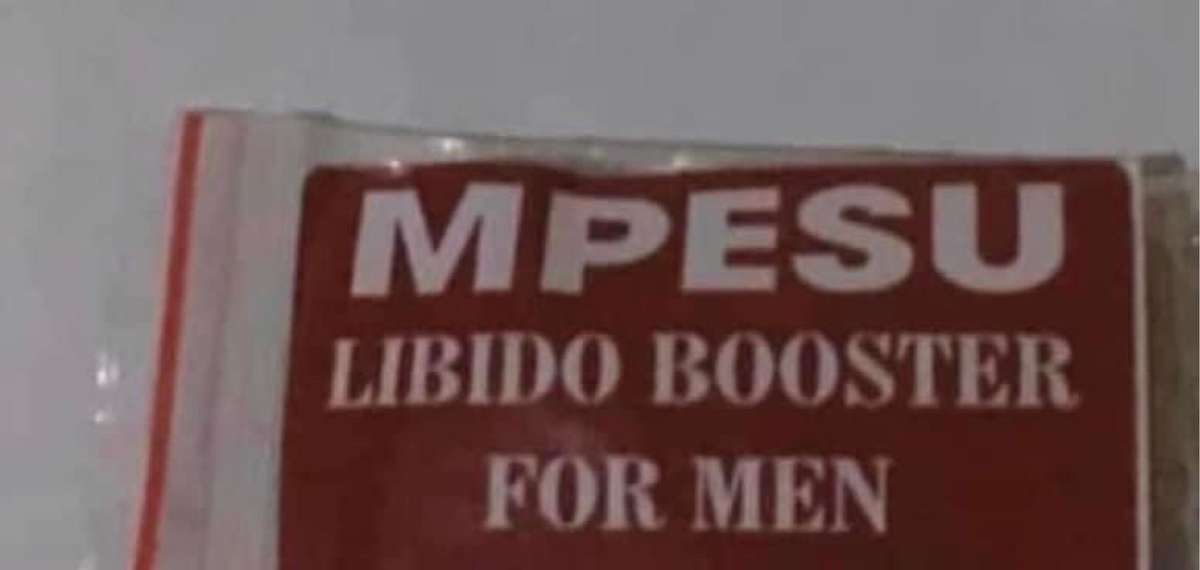 MPESU
LIBIDO BOOSTER
FOR MEN